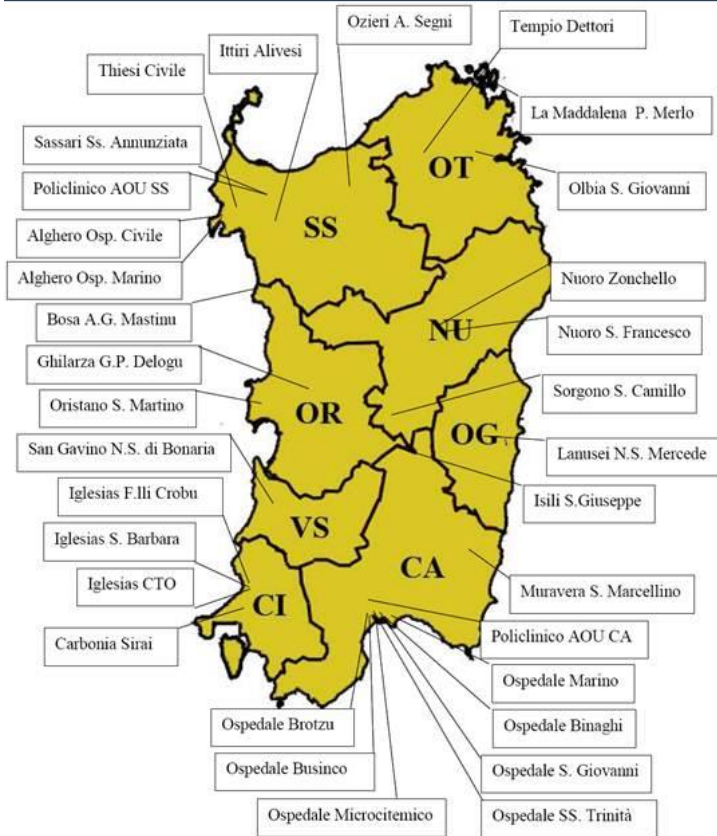 Ozieri A. Segni
Tempio Dettori
Ittiri Alivesi
Thiesi Civile
La Maddalena P. Merlo
Sassari Ss. Annunziata
OT
Policlinico AOU SS
Olbia S. Giovanni
SS
Alghero Osp. Civile
Alghero Osp. Marino
Nuoro Zonchello
Bosa A.G. Mastinu
NU
Nuoro S. Francesco
Ghilarza G.P. Delogu
Sorgono S. Camillo
Oristano S. Martino
OR
OG
San Gavino N.S. di Bonaria
Lanusei N.S. Mercede
Iglesias F.lli Crobu
Isili S.Giuseppe
VS
Iglesias S. Barbara
CA
Iglesias CTO
Muravera S. Marcellino
CI
Carbonia Sirai
Policlinico AOU CA
Ospedale Marino
Ospedale Brotzu
Ospedale Binaghi
Ospedale Businco
Ospedale S. Giovanni
Ospedale Microcitemico
Ospedale SS. Trinità